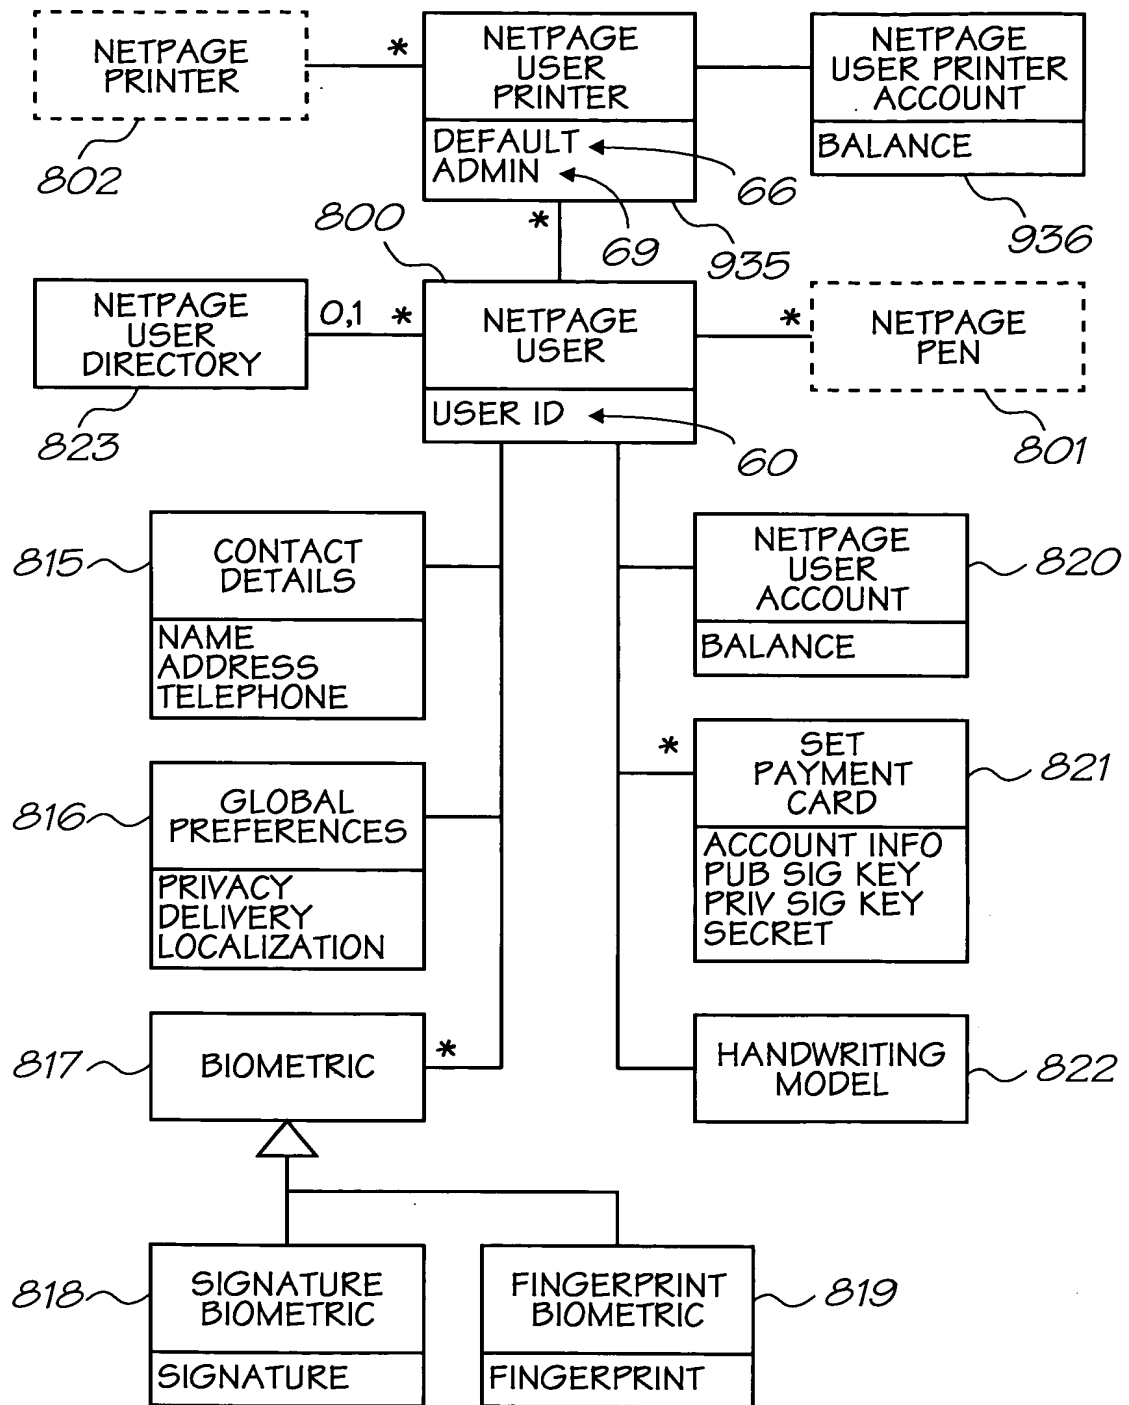 NETPAGE
PRINTER
802
*
NETPAGE
USER
PRINTER
DEFAULT
ADMIN
66
69
935
NETPAGE
USER PRINTER
ACCOUNT
BALANCE
936
*
800
NETPAGE
USER
DIRECTORY
823
0,1 *
NETPAGE
USER
USER ID
60
*
NETPAGE
PEN
801
815
CONTACT
DETAILS
NAME
ADDRESS
TELEPHONE
NETPAGE
USER
ACCOUNT
BALANCE
820
816
GLOBAL
PREFERENCES
PRIVACY
DELIVERY
LOCALIZATION
*
SET
PAYMENT
CARD
ACCOUNT INFO
PUB SIG KEY
PRIV SIG KEY
SECRET
821
817
BIOMETRIC
*
HANDWRITING
MODEL
822
818
SIGNATURE
BIOMETRIC
SIGNATURE
FINGERPRINT
BIOMETRIC
FINGERPRINT
819